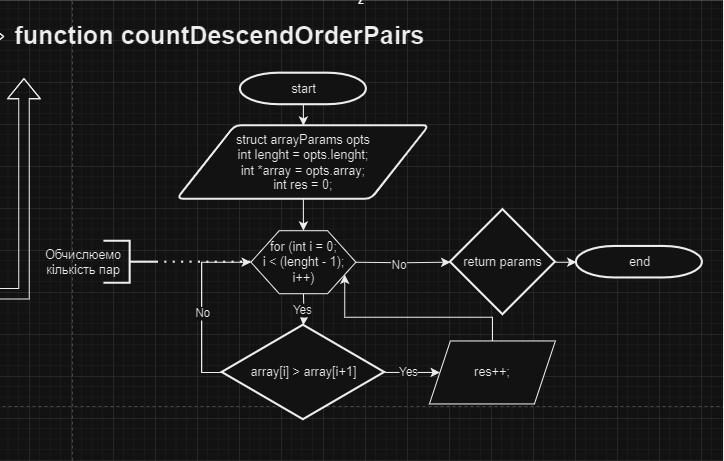 function countDescendOrderPairs
start
struct arrayParams opts
int lenght = opts.lenght;
int *array = opts.array;
int res = 0;
Обчислюемо
кількість пар
for (int i = 0;
i < (lenght - 1);
i++)
No
return params
end
No
Yes
array[i] > array[i+1]
Yes
res++;